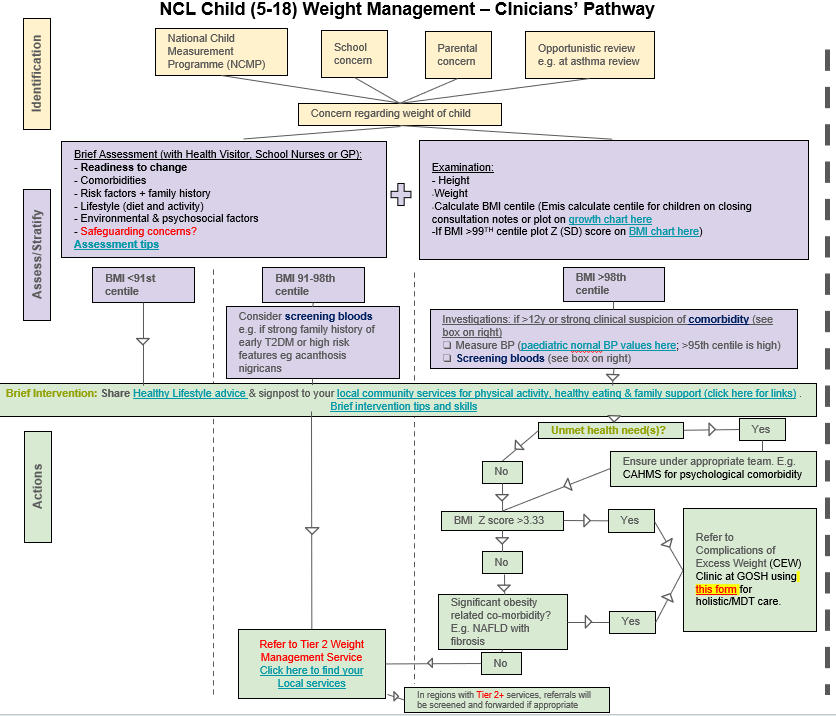 NCL Child (5-18) Weight Management – Clnicians' Pathway
Identification
National Child
Measurement
Programme (NCMP)
School
concern
Parental
concern
Opportunistic review
e.g. at asthma review
Concern regarding weight of child
Assess/Stratify
Brief Assessment (with Health Visitor, School Nurses or GP):
- Readiness to change
- Comorbidities
- Risk factors + family history
- Lifestyle (diet and activity)
- Environmental & psychosocial factors
- Safeguarding concerns?
Assessment tips
Examination:
- Height
-Weight
-Calculate BMI centile (Emis calculate centile for children on closing
consultation notes or plot on growth chart here
-If BMI >99TH centile plot Z (SD) score on BMI chart here)
BMI <91st
centile
BMI 91-98th
centile
BMI >98th
centile
Consider screening bloods
e.g. if strong family history of
early T2DM or high risk
features eg acanthosis
nigricans
Investigations: if >12y or strong clinical suspicion of comorbidity (see
box on right)
❑ Measure BP (paediatric nornal BP values here; >95th centile is high)
❑ Screening bloods (see box on right)
Brief Intervention: Share Healthy Lifestyle advice & signpost to your local community services for physical activity, healthy eating & family support (click here for links) .
Brief intervention tips and skills
Actions
Unmet health need(s)?
Yes
No
Ensure under appropriate team. E.g.
CAHMS for psychological comorbidity
BMI Z score >3.33
Yes
No
Refer to
Complications of
Excess Weight (CEW)
Clinic at GOSH using
this form for
holistic/MDT care.
Significant obesity
related co-morbidity?
E.g. NAFLD with
fibrosis
Yes
No
Refer to Tier 2 Weight
Management Service
Click here to find your
Local services
In regions with Tier 2+ services, referrals will
be screened and forwarded if appropriate